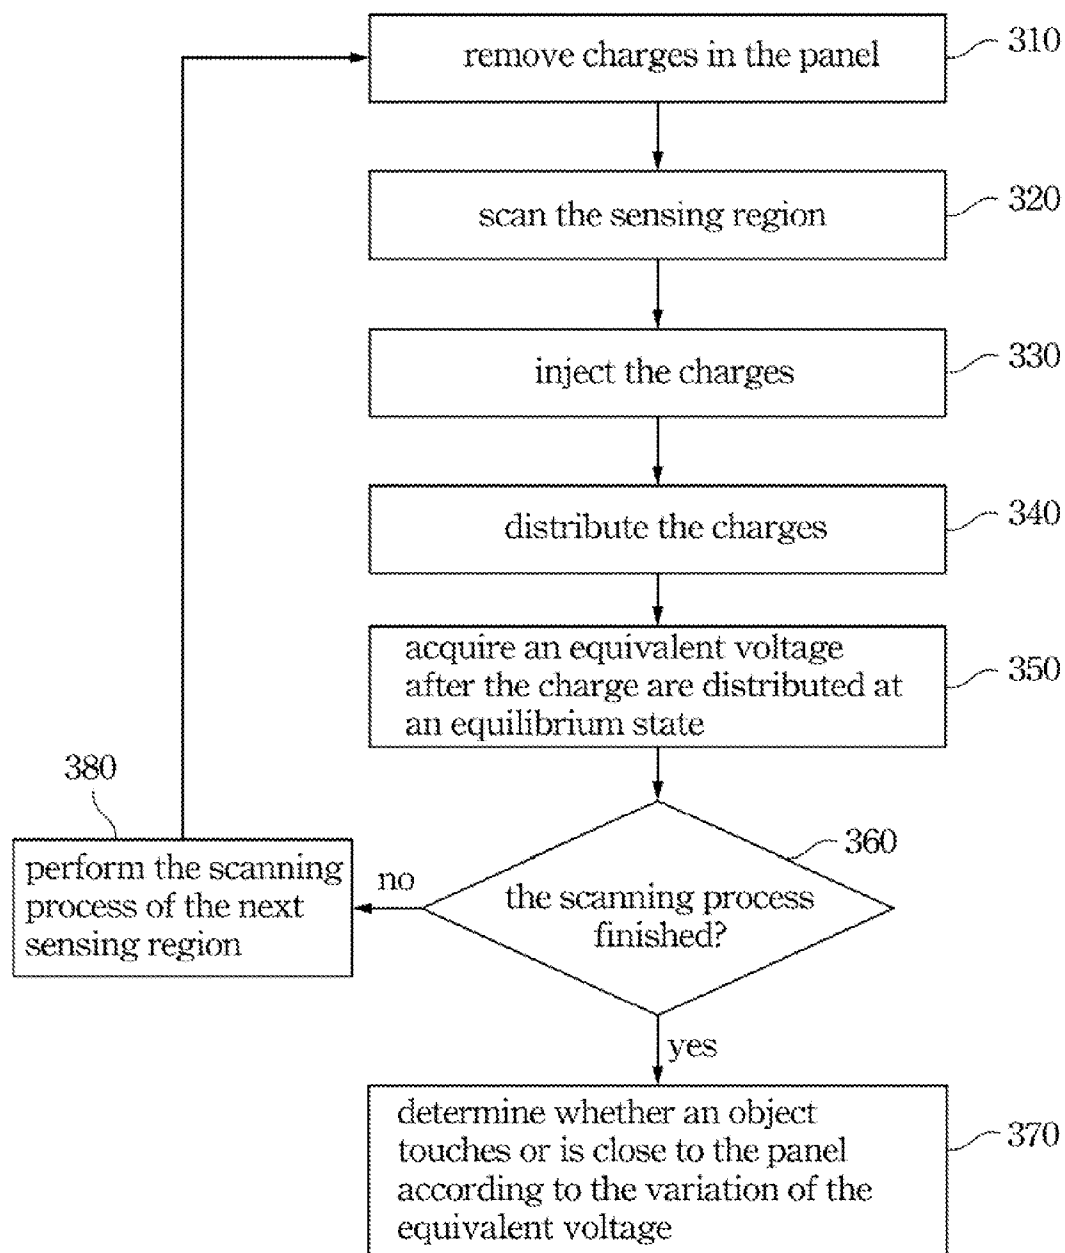 remove charges in the panel
310
scan the sensing region
320
inject the charges
330
distribute the charges
340
acquire an equivalent voltage
after the charge are distributed at
an equilibrium state
350
the scanning process
finished?
360
no
380
perform the scanning
process of the next
sensing region
yes
determine whether an object
touches or is close to the panel
according to the variation of the
equivalent voltage
370